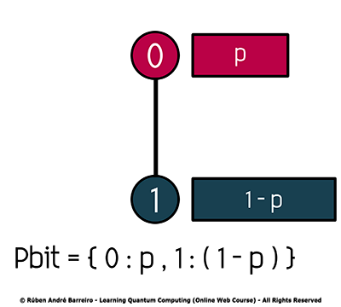 0 p
1 1-p
Pbit = { 0 : p , 1 : ( 1 - p ) }
© Rúben André Barreiro - Learning Quantum Computing (Online Web Course) - All Rights Reserved